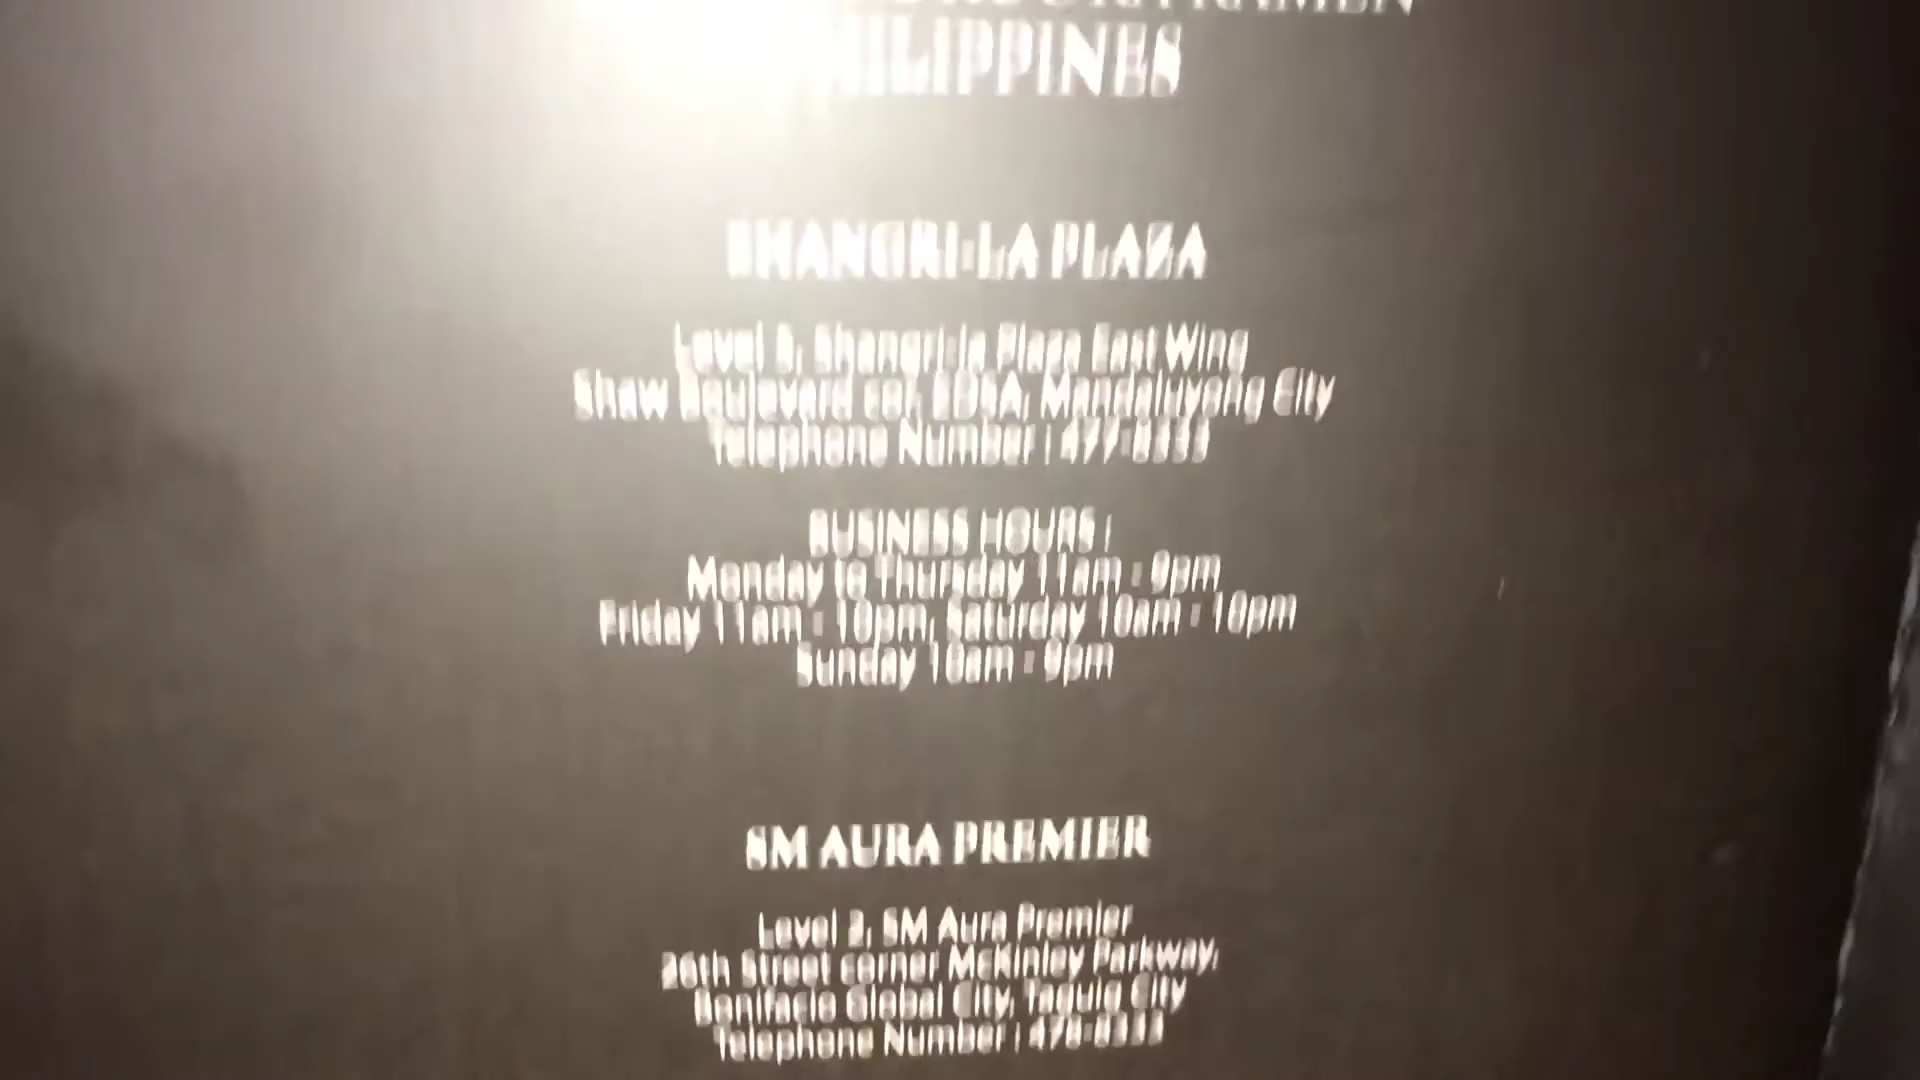 PHILIPPINES
SHANGRI-LA PLAZA
Level 5, Shangri-la Plaza East Wing
Shaw Boulevard cor. EDSA, Mandaluyong City
Telephone Number :
BUSINESS HOURS :
Monday to Thursday 11am - 9pm
Friday 11am - 10pm, Saturday 10am - 10pm
Sunday 10am - 9pm
SM AURA PREMIER
Level SM Aura Premier
26th Street corner McKinley Parkway,
Bonifacio Global City, Taguig City
Telephone Number :